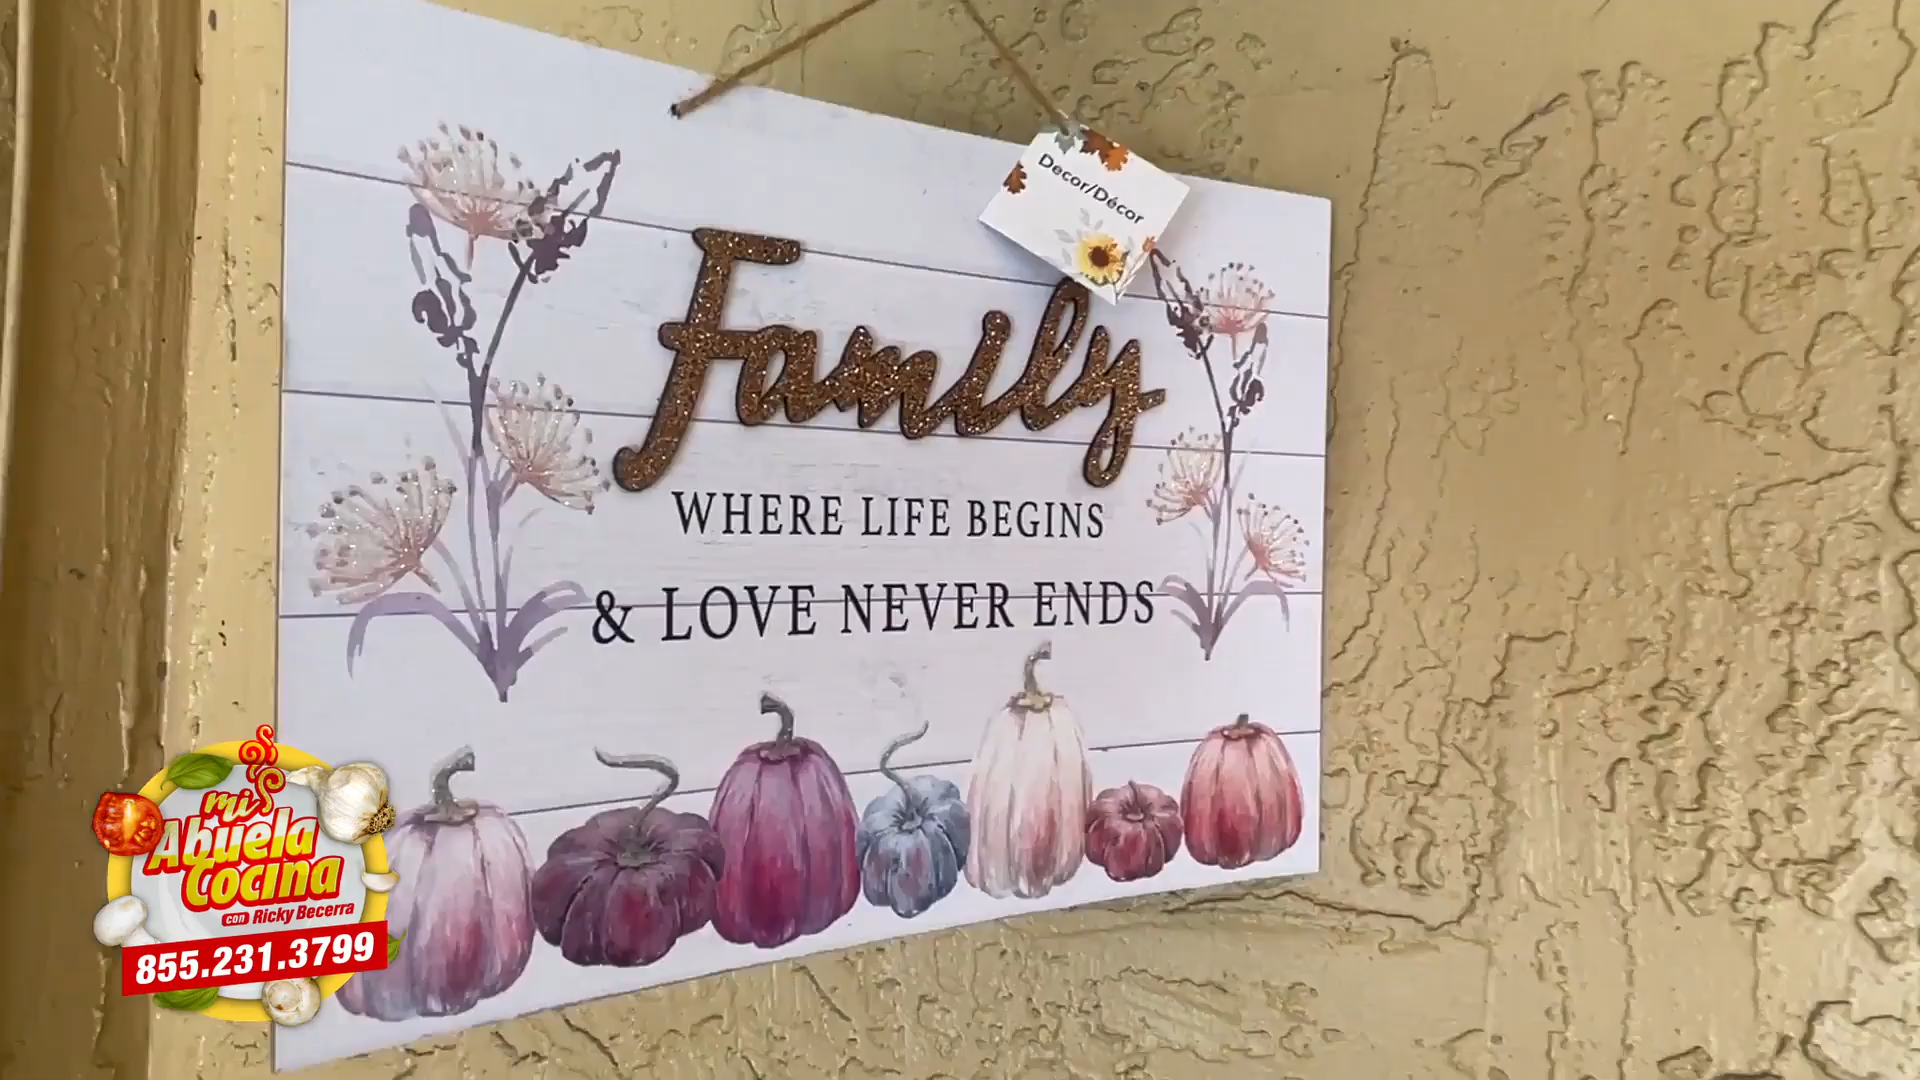 Decor/Décor
Family
WHERE LIFE BEGINS
& LOVE NEVER ENDS
mi
Abuela
Cocina
con Ricky Becerra
855.231.3799